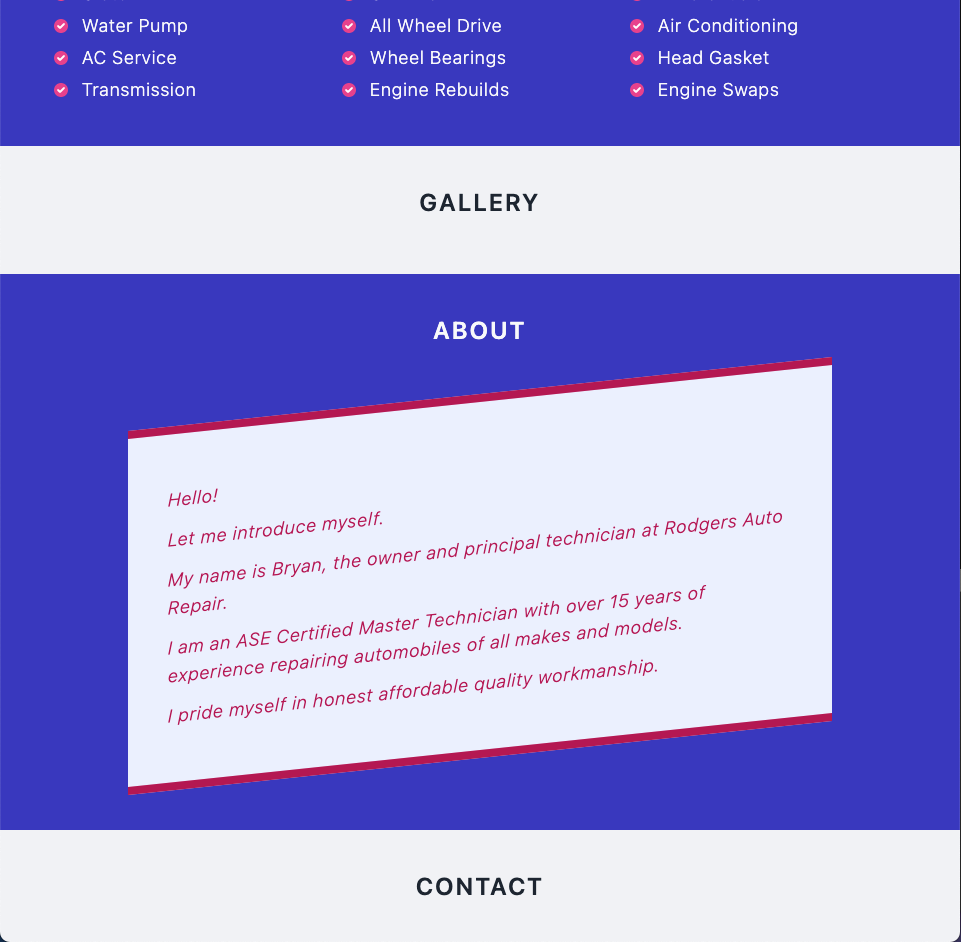 Water Pump
All Wheel Drive
Air Conditioning
AC Service
Wheel Bearings
Head Gasket
Transmission
Engine Rebuilds
Engine Swaps
GALLERY
ABOUT
Hello!
Let me introduce myself.
My name is Bryan, the owner and principal technician at Rodgers Auto
Repair.
I am an ASE Certified Master Technician with over 15 years of
experience repairing automobiles of all makes and models.
I pride myself in honest affordable quality workmanship.
CONTACT